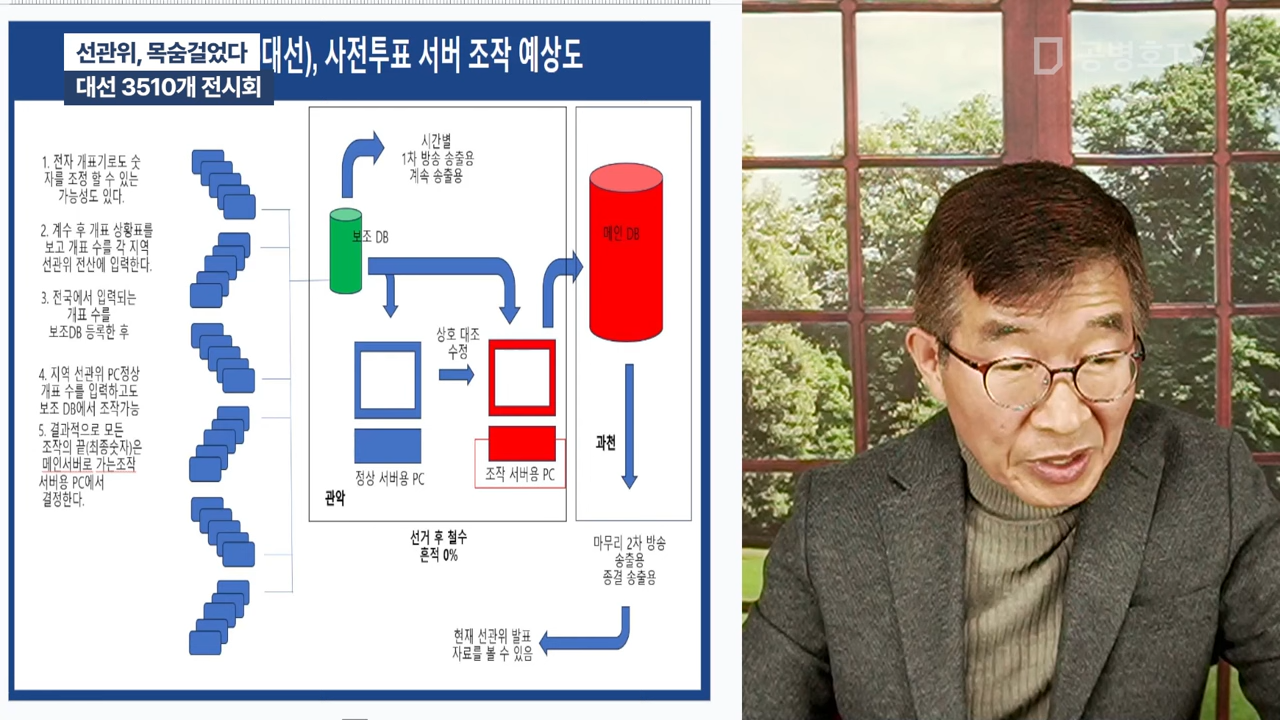 선관위, 목숨걸었다
대선 3510개 전시회
대선), 사전투표 서버 조작 예상도
공병호TV
1. 전자 개표기로도 숫
자를 조정 할 수 있는
가능성도 있다.
2. 계수 후 개표 상황표를
보고 개표 수를 각 지역
선관위 전산에 입력한다.
3. 전국에서 입력되는
개표 수를
보조DB 등록한 후
4. 지역 선관위 PC정상
개표 수를 입력하고도
보조 DB에서 조작가능
5. 결과적으로 모든
조작의 끝(최종숫자)은
메인서버로 가는조작
서버용 PC에서
결정한다.
시간별
1차 방송 송출용
계속 송출용
보조 DB
메인 DB
상호 대조
수정
정상 서버용 PC
조작 서버용 PC
관악
과천
선거 후 철수
흔적 0%
마무리 2차 방송
송출용
종결 송출용
현재 선관위 발표
자료를 볼 수 있음